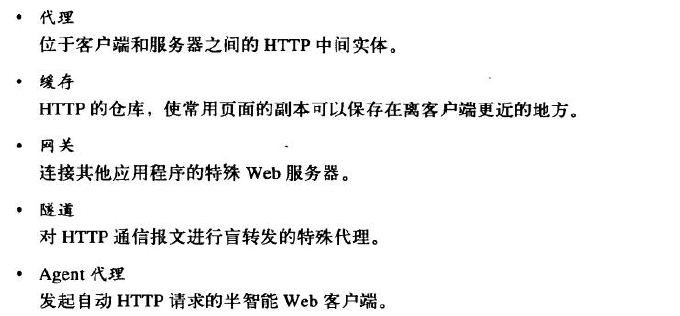 • 代理
位于客户端和服务器之间的 HTTP 中间实体。
• 缓存
HTTP 的仓库，使常用页面的副本可以保存在离客户端更近的地方。
• 网关
连接其他应用程序的特殊 Web 服务器。
• 隧道
对 HTTP 通信报文进行盲转发的特殊代理。
• Agent 代理
发起自动 HTTP 请求的半智能 Web 客户端。